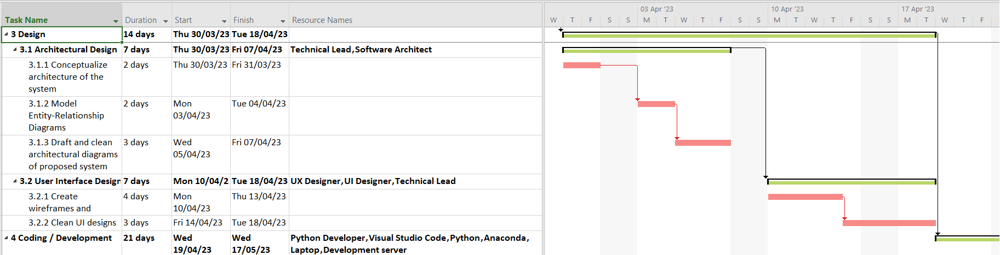 03 Apr '23 10 Apr '23 17 Apr '23
Task Name Duration Start Finish Resource Names W T F S S M T W T F S S M T W T F S S M T W T F S
3 Design 14 days Thu 30/03/23 Tue 18/04/23
3.1 Architectural Design 7 days Thu 30/03/23 Fri 07/04/23 Technical Lead,Software Architect
3.1.1 Conceptualize 2 days Thu 30/03/23 Fri 31/03/23
architecture of the
system
3.1.2 Model 2 days Mon Tue 04/04/23
Entity-Relationship 03/04/23
Diagrams
3.1.3 Draft and clean 3 days Wed Fri 07/04/23
architectural diagrams 05/04/23
of proposed system
3.2 User Interface Design 7 days Mon 10/04/2 Tue 18/04/23 UX Designer,UI Designer,Technical Lead
3.2.1 Create 4 days Mon Thu 13/04/23
wireframes and 10/04/23
3.2.2 Clean UI designs 3 days Fri 14/04/23 Tue 18/04/23
4 Coding / Development 21 days Wed Wed Python Developer,Visual Studio Code,Python,Anaconda,
19/04/23 17/05/23 Laptop,Development server